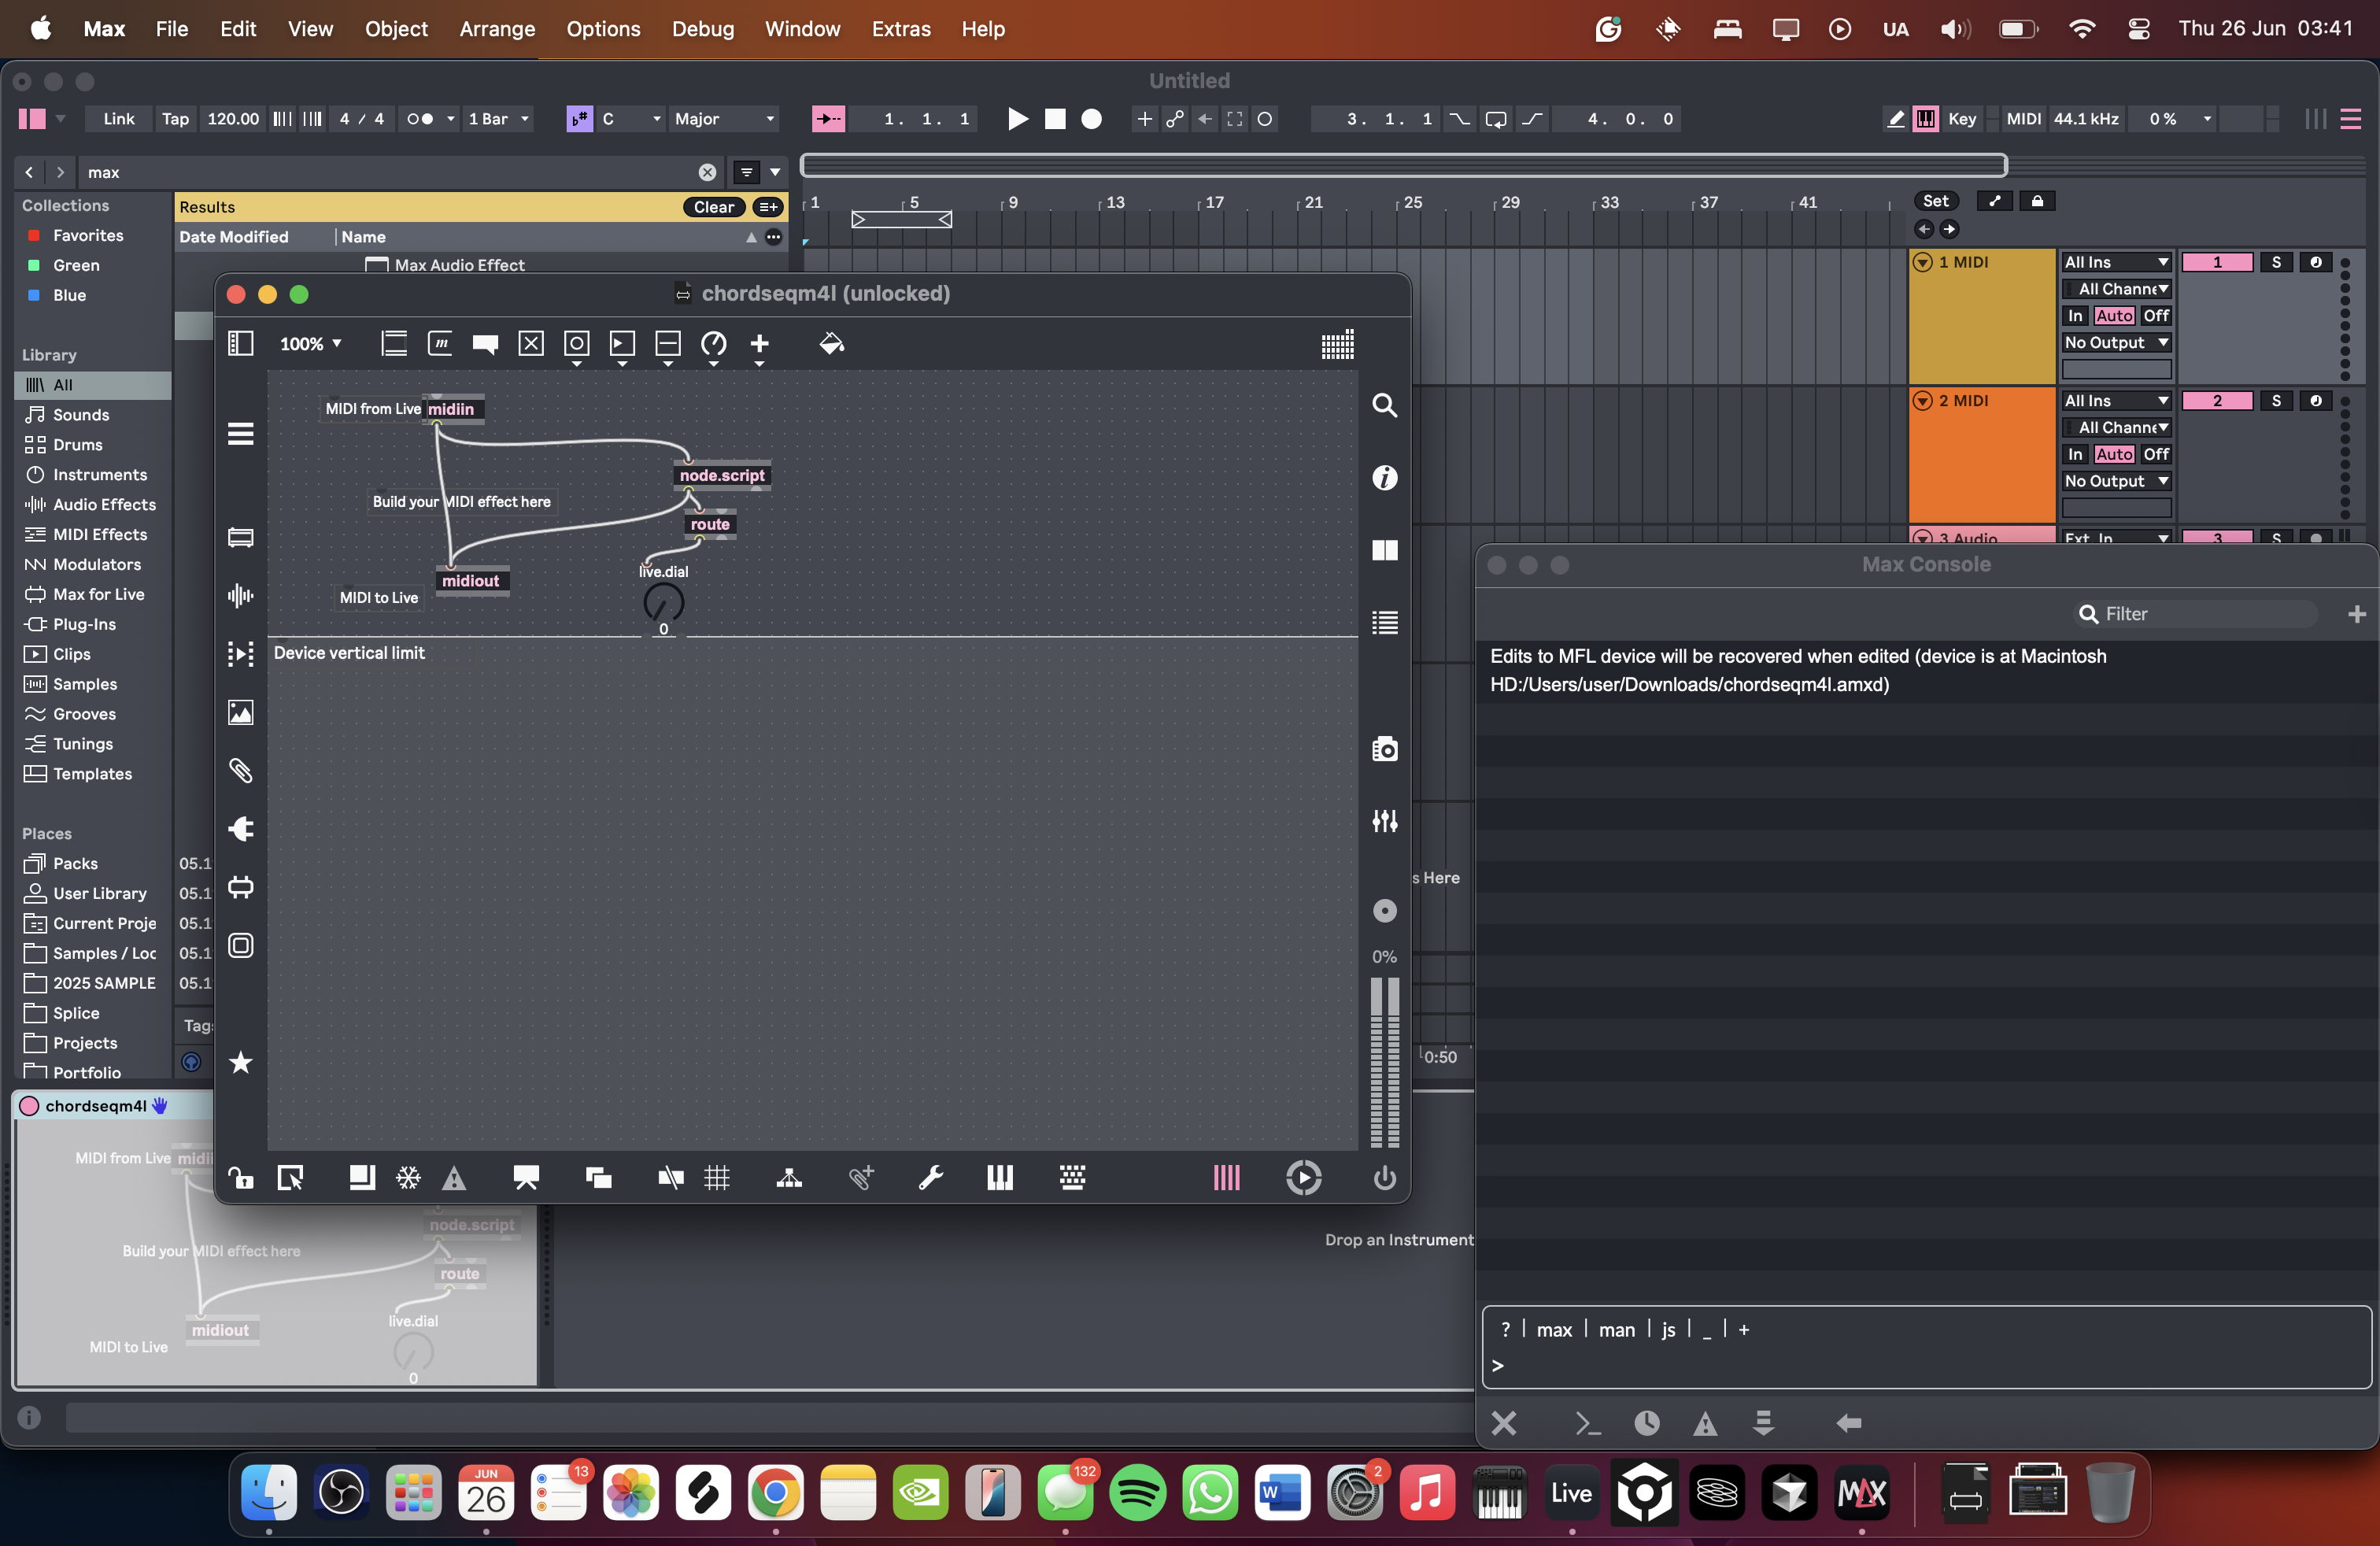 Max File Edit View Object Arrange Options Debug Window Extras Help UA Thu 26 Jun 03:41
Untitled
Link Tap 120.00 4 / 4 1 Bar C Major 1. 1. 1 3. 1. 1 4. 0. 0 Key MIDI 44.1 kHz 0 %
max
Collections
Favorites
Green
Blue
Library
All
Sounds
Drums
Instruments
Audio Effects
MIDI Effects
Modulators
Max for Live
Plug-Ins
Clips
Samples
Grooves
Tunings
Templates
Places
Packs
User Library
Current Proje
Samples / Loc
2025 SAMPLE
Splice
Projects
Portfolio
Results Clear
Date Modified Name
Max Audio Effect
05.1
05.1
05.1
05.1
05.1
Tags
1 5 9 13 17 21 25 29 33 37 41
Set
1 MIDI All Ins 1 S
All Channe
In Auto Off
No Output
2 MIDI All Ins 2 S
All Channe
In Auto Off
No Output
3 Audio Ext. In 3 S
s Here
0:50
Drop an Instrument
chordseqm4l (unlocked)
100% m
MIDI from Live midiin
node.script
Build your MIDI effect here
route
live.dial
midiout
MIDI to Live
0
Device vertical limit
0%
Max Console
Filter
Edits to MFL device will be recovered when edited (device is at Macintosh
HD:/Users/user/Downloads/chordseqm4l.amxd)
? | max | man | js | _ | +
>
chordseqm4l
MIDI from Live midii
node.script
Build your MIDI effect here
route
live.dial
midiout
MIDI to Live
0
JUN
26
13
132
W
2
Live
MAX